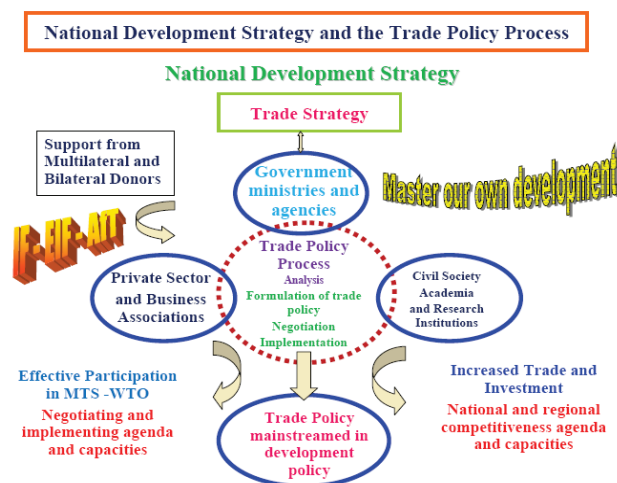 National Development Strategy and the Trade Policy Process
National Development Strategy
Trade Strategy
Support from
Multilateral and
Bilateral Donors
Government
ministries and
agencies
Master our own development
IF - EIF - AfT
Trade Policy
Process
Analysis
Formulation of trade
policy
Negotiation
Implementation
Private Sector
and Business
Associations
Civil Society
Academia
and Research
Institutions
Effective Participation
in MTS -WTO
Negotiating and
implementing agenda
and capacities
Trade Policy
mainstreamed in
development
policy
Increased Trade and
Investment
National and regional
competitiveness agenda
and capacities